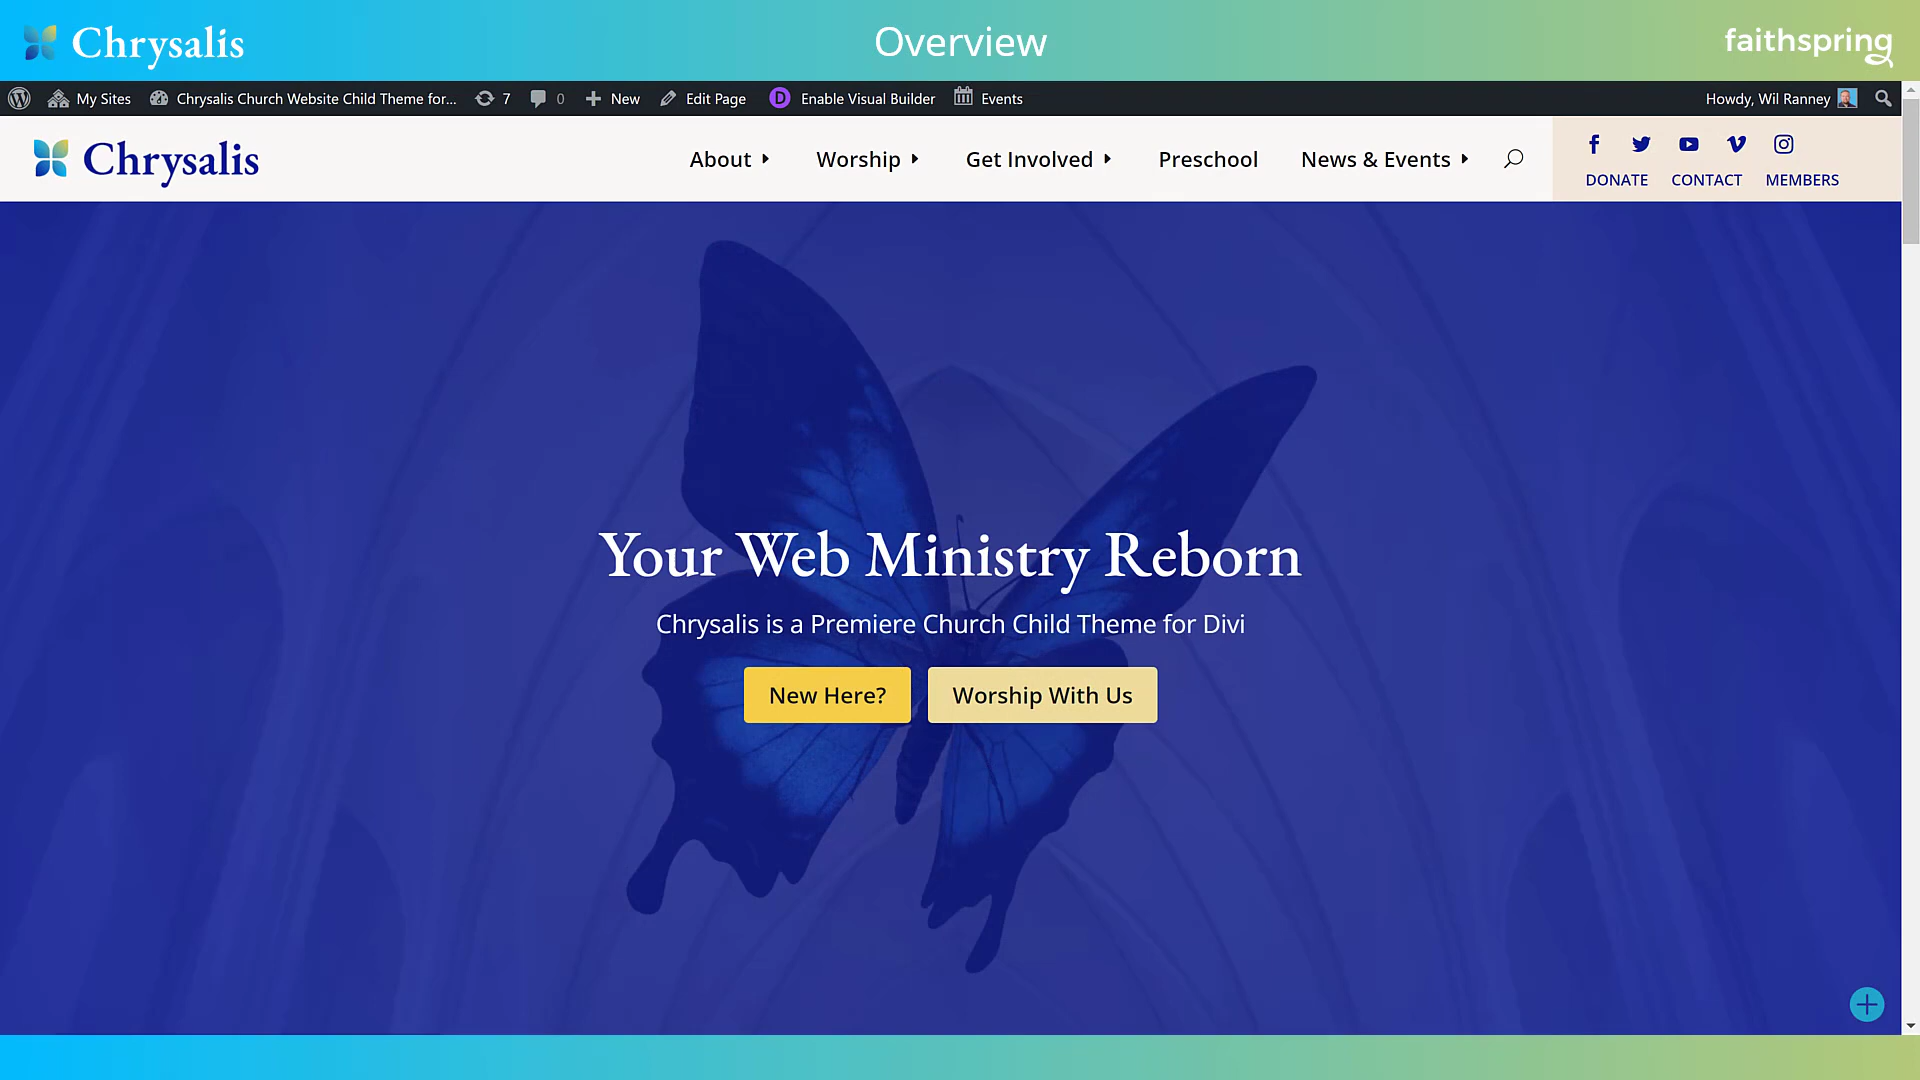 Chrysalis
Overview
faithspring
My Sites
Chrysalis Church Website Child Theme for...
7
0
New
Edit Page
D
Enable Visual Builder
Events
Howdy, Wil Ranney
Chrysalis
About
Worship
Get Involved
Preschool
News & Events
DONATE
CONTACT
MEMBERS
Your Web Ministry Reborn
Chrysalis is a Premiere Church Child Theme for Divi
New Here?
Worship With Us